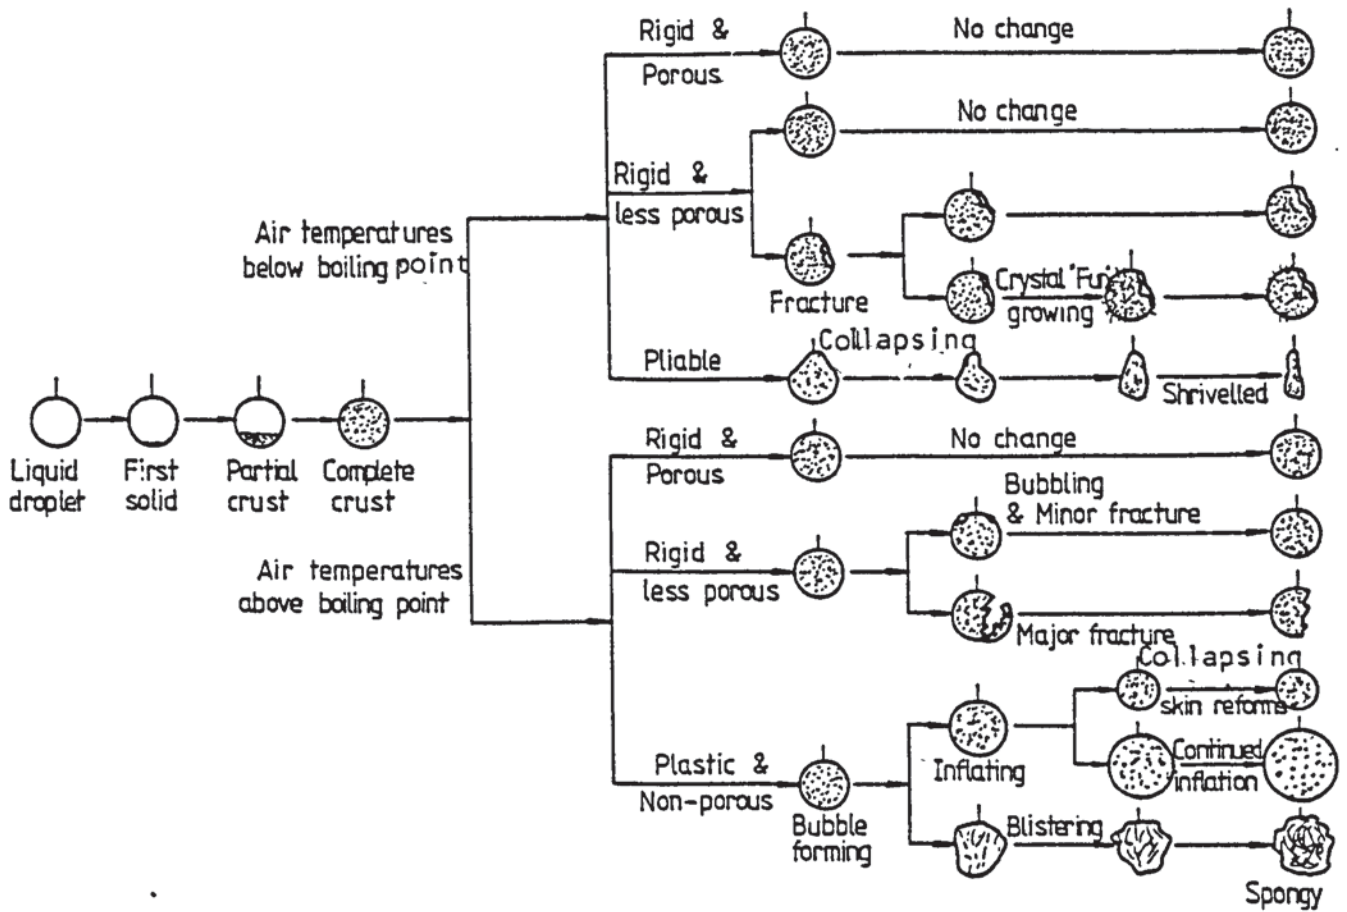 Liquid
droplet
First
solid
Partial
crust
Complete
crust
Air temperatures
below boiling point
Rigid &
Porous
No change
Rigid &
less porous
No change
Fracture
Crystal "Fur"
growing
Pliable
Collapsing
Shrivelled
Air temperatures
above boiling point
Rigid &
Porous
No change
Rigid &
less porous
Bubbling
& Minor fracture
Major fracture
Plastic &
Non-porous
Bubble
forming
Inflating
Collapsing
skin reforms
Continued
inflation
Blistering
Spongy